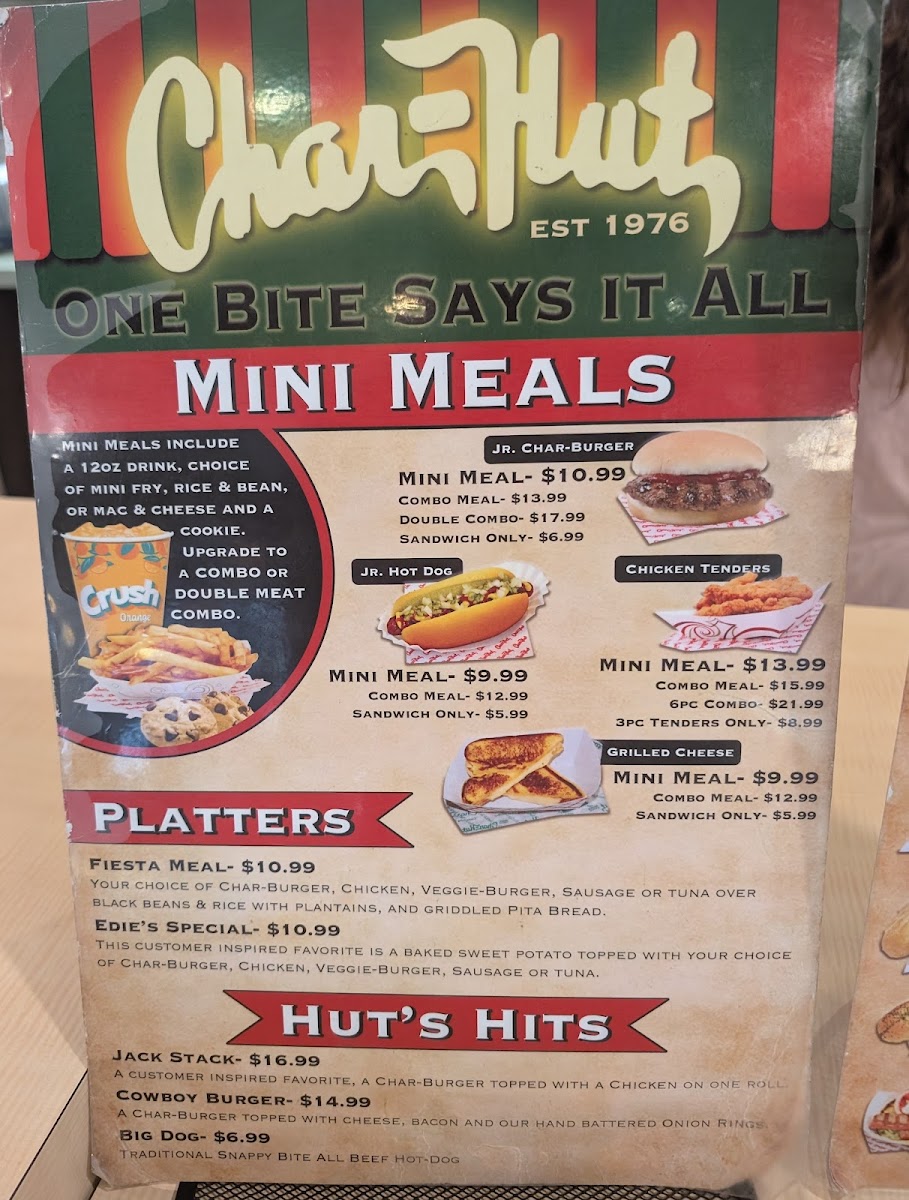 Char-Hut
EST 1976
ONE BITE SAYS IT ALL
MINI MEALS
MINI MEALS INCLUDE
A 12OZ DRINK, CHOICE
OF MINI FRY, RICE & BEAN,
OR MAC & CHEESE AND A
COOKIE.
UPGRADE TO
A COMBO OR
DOUBLE MEAT
COMBO.
Crush
Orange
JR. CHAR-BURGER
MINI MEAL- $10.99
COMBO MEAL- $13.99
DOUBLE COMBO- $17.99
SANDWICH ONLY- $6.99
JR. HOT DOG
MINI MEAL- $9.99
COMBO MEAL- $12.99
SANDWICH ONLY- $5.99
CHICKEN TENDERS
MINI MEAL- $13.99
COMBO MEAL- $15.99
6PC COMBO- $21.99
3PC TENDERS ONLY- $8.99
GRILLED CHEESE
MINI MEAL- $9.99
COMBO MEAL- $12.99
SANDWICH ONLY- $5.99
PLATTERS
FIESTA MEAL- $10.99
YOUR CHOICE OF CHAR-BURGER, CHICKEN, VEGGIE-BURGER, SAUSAGE OR TUNA OVER
BLACK BEANS & RICE WITH PLANTAINS, AND GRIDDLED PITA BREAD.
EDIE'S SPECIAL- $10.99
THIS CUSTOMER INSPIRED FAVORITE IS A BAKED SWEET POTATO TOPPED WITH YOUR CHOICE
OF CHAR-BURGER, CHICKEN, VEGGIE-BURGER, SAUSAGE OR TUNA.
HUT'S HITS
JACK STACK- $16.99
A CUSTOMER INSPIRED FAVORITE, A CHAR-BURGER TOPPED WITH A CHICKEN ON ONE ROLL.
COWBOY BURGER- $14.99
A CHAR-BURGER TOPPED WITH CHEESE, BACON AND OUR HAND BATTERED ONION RINGS.
BIG DOG- $6.99
TRADITIONAL SNAPPY BITE ALL BEEF HOT-DOG